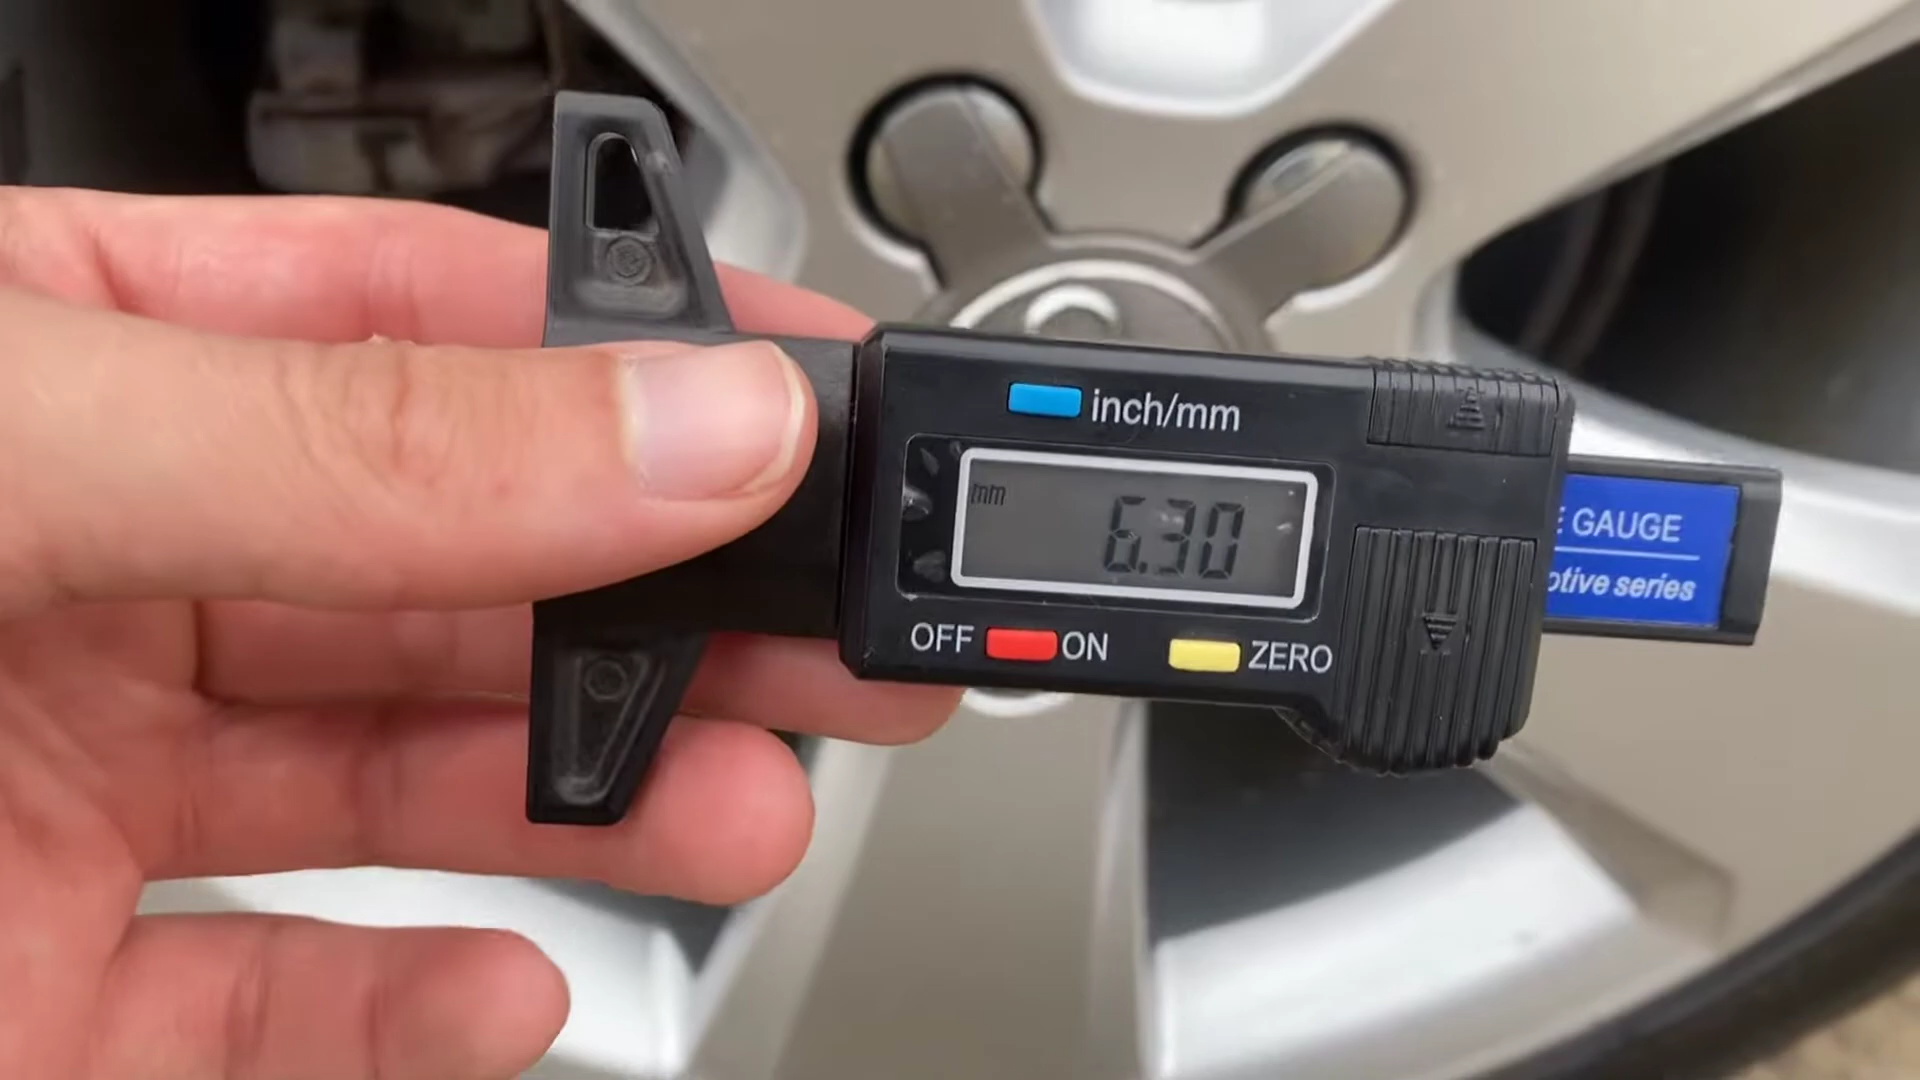 inch/mm
mm
6.30
OFF ON ZERO
E GAUGE
otive series